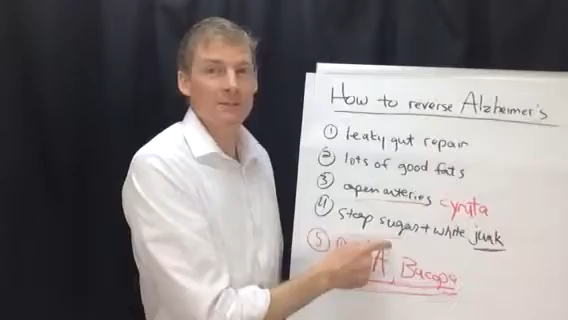 How to reverse Alzheimer's
① leaky gut repair
② lots of good fats
③ open arteries cyruta
④ stop sugar + white junk
⑤
A Bacopa